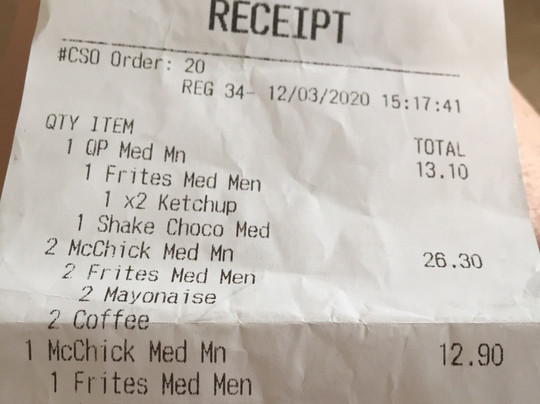 RECEIPT
#CSO Order: 20
REG 34- 12/03/2020 15:17:41
QTY ITEM TOTAL
1 QP Med Mn 13.10
1 Frites Med Men
1 x2 Ketchup
1 Shake Choco Med
2 McChick Med Mn 26.30
2 Frites Med Men
2 Mayonaise
2 Coffee
1 McChick Med Mn 12.90
1 Frites Med Men